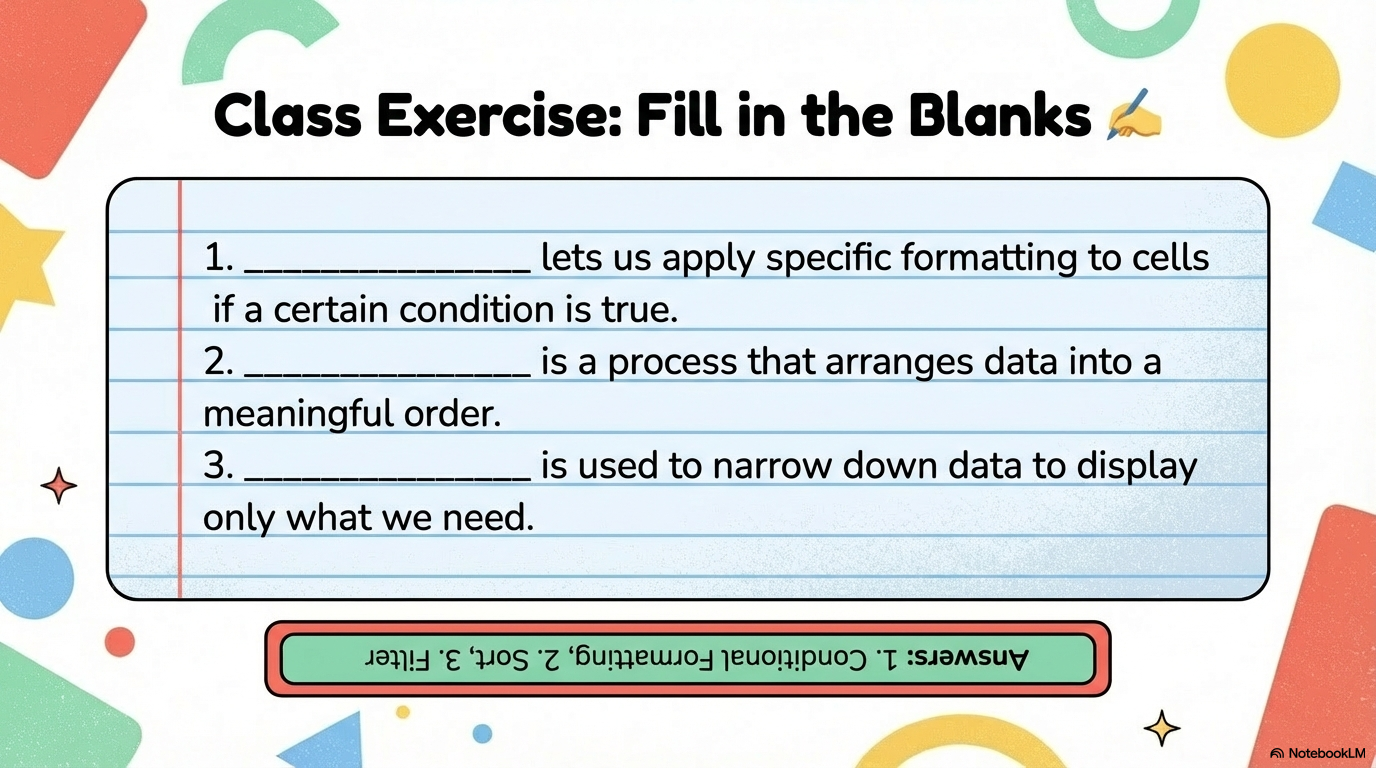 Class Exercise: Fill in the Blanks ✍️
1. _______________ lets us apply specific formatting to cells
if a certain condition is true.
2. _______________ is a process that arranges data into a
meaningful order.
3. _______________ is used to narrow down data to display
only what we need.
Answers: 1. Conditional Formatting, 2. Sort, 3. Filter
NotebookLM